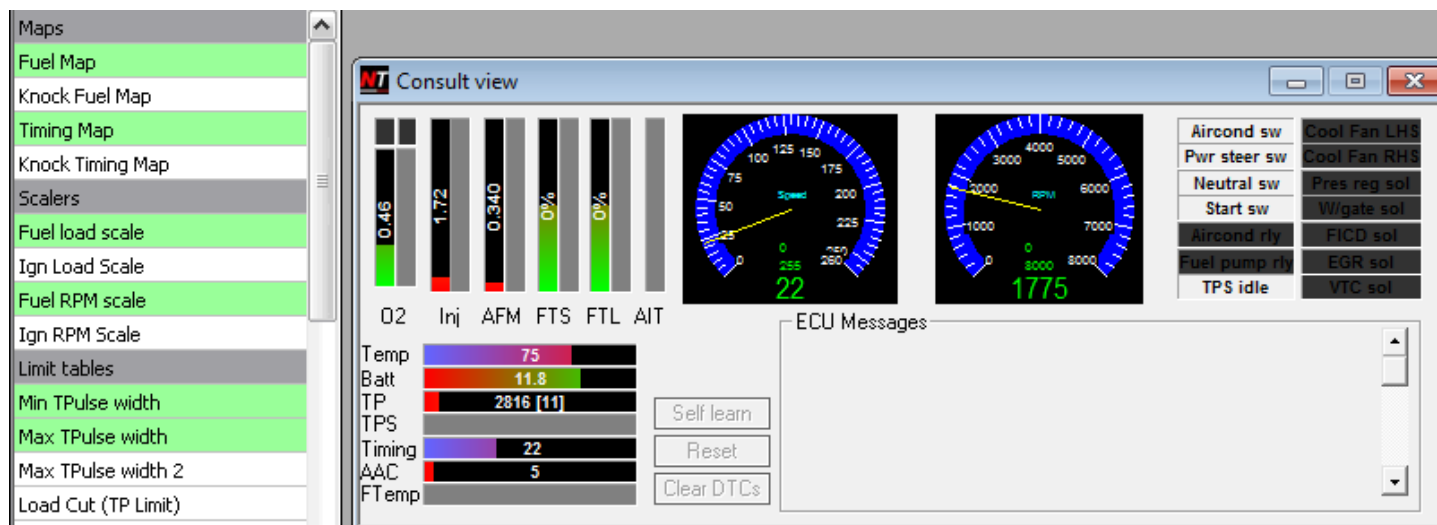 Maps
Fuel Map
Knock Fuel Map
Timing Map
Knock Timing Map
Scalers
Fuel load scale
Ign Load Scale
Fuel RPM scale
Ign RPM Scale
Limit tables
Min TPulse width
Max TPulse width
Max TPulse width 2
Load Cut (TP Limit)
NT Consult view
0.46
1.72
0.340
0%
0%
O2 Inj AFM FTS FTL AIT
0 25 50 75 100 125 150 175 200 225 250 260
Speed
0
255
22
0 1000 2000 3000 4000 5000 6000 7000 8000
RPM
0
8000
1775
Aircond sw Cool Fan LHS
Pwr steer sw Cool Fan RHS
Neutral sw Pres reg sol
Start sw W/gate sol
Aircond rly FICD sol
Fuel pump rly EGR sol
TPS idle VTC sol
Temp 75
Batt 11.8
TP 2816 [11]
TPS
Timing 22
AAC 5
FTemp
Self learn
Reset
Clear DTCs
ECU Messages